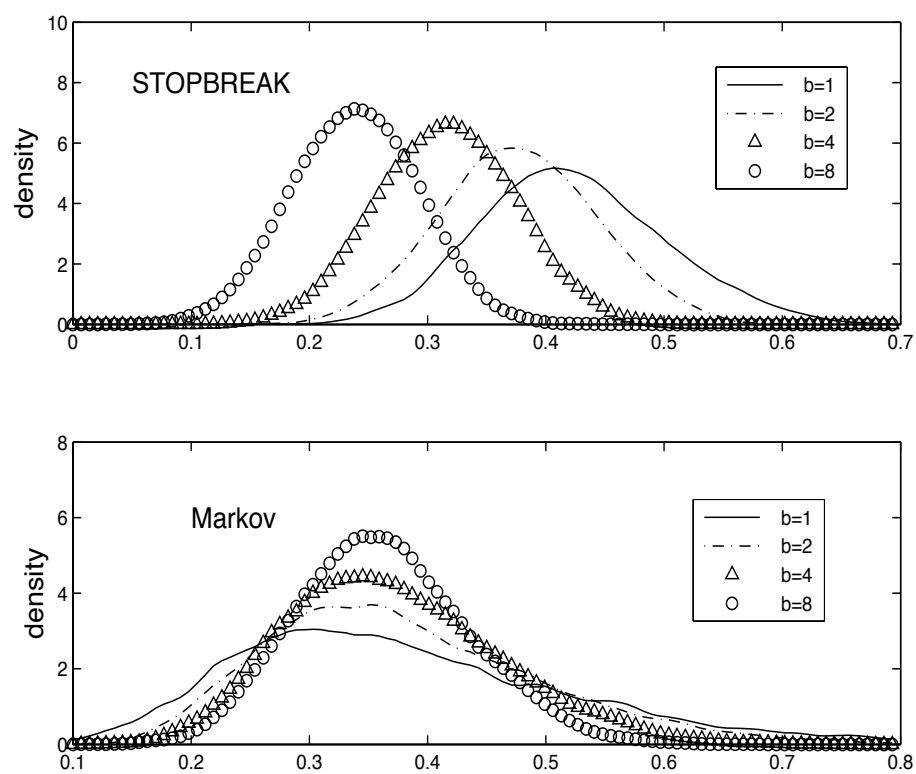 10
8
6
4
2
0
density
STOPBREAK
b=1
b=2
b=4
b=8
0 0.1 0.2 0.3 0.4 0.5 0.6 0.7
8
6
4
2
0
density
Markov
b=1
b=2
b=4
b=8
0.1 0.2 0.3 0.4 0.5 0.6 0.7 0.8